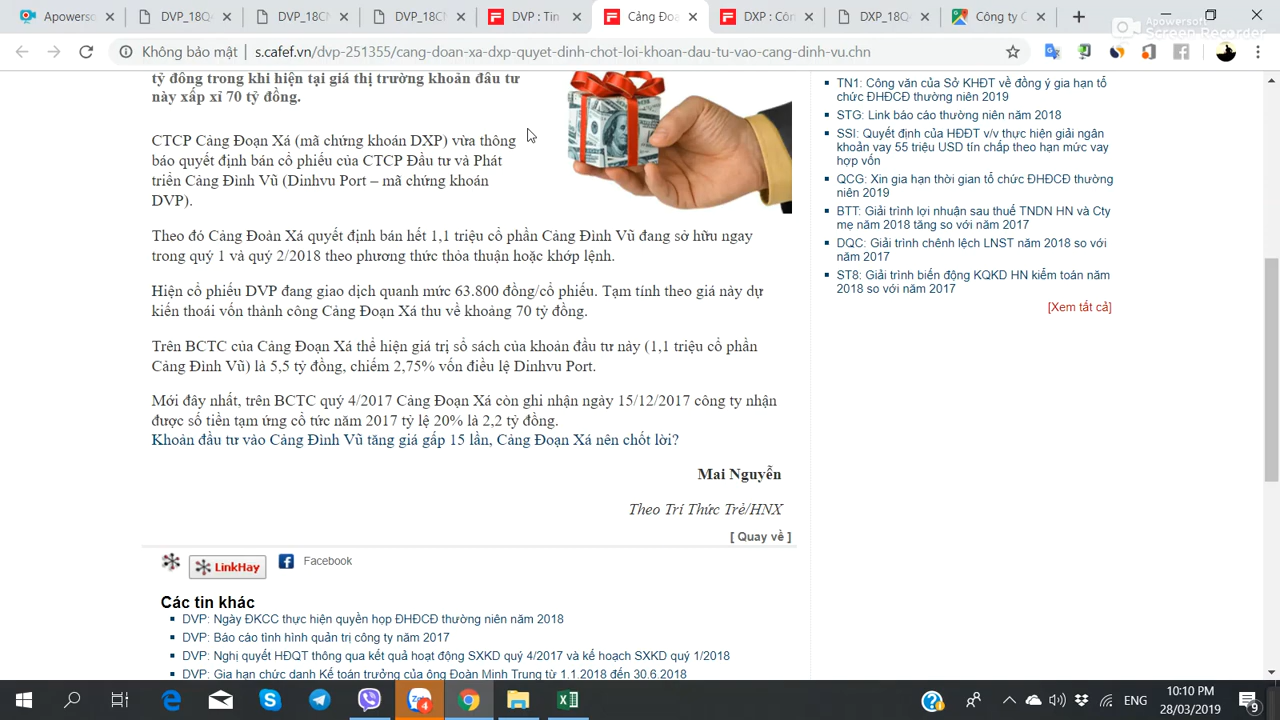 Apowers
DVP_18Q
DVP_18C
DVP_18C
DVP : Tin
Cảng Đoạ
DXP : Côn
DXP_18Q
Công ty C
Apowersoft
Screen Recorder
Không bảo mật
s.cafef.vn/dvp-251355/cang-doan-xa-dxp-quyet-dinh-chot-loi-khoan-dau-tu-vao-cang-dinh-vu.chn
tỷ đồng trong khi hiện tại giá thị trường khoản đầu tư
này xấp xỉ 70 tỷ đồng.
CTCP Cảng Đoạn Xá (mã chứng khoán DXP) vừa thông
báo quyết định bán cổ phiếu của CTCP Đầu tư và Phát
triển Cảng Đình Vũ (Dinhvu Port – mã chứng khoán
DVP).
Theo đó Cảng Đoạn Xá quyết định bán hết 1,1 triệu cổ phần Cảng Đình Vũ đang sở hữu ngay
trong quý 1 và quý 2/2018 theo phương thức thỏa thuận hoặc khớp lệnh.
Hiện cổ phiếu DVP đang giao dịch quanh mức 63.800 đồng/cổ phiếu. Tạm tính theo giá này dự
kiến thoái vốn thành công Cảng Đoạn Xá thu về khoảng 70 tỷ đồng.
Trên BCTC của Cảng Đoạn Xá thể hiện giá trị sổ sách của khoản đầu tư này (1,1 triệu cổ phần
Cảng Đình Vũ) là 5,5 tỷ đồng, chiếm 2,75% vốn điều lệ Dinhvu Port.
Mới đây nhất, trên BCTC quý 4/2017 Cảng Đoạn Xá còn ghi nhận ngày 15/12/2017 công ty nhận
được số tiền tạm ứng cổ tức năm 2017 tỷ lệ 20% là 2,2 tỷ đồng.
Khoản đầu tư vào Cảng Đình Vũ tăng giá gấp 15 lần, Cảng Đoạn Xá nên chốt lời?
Mai Nguyễn
Theo Trí Thức Trẻ/HNX
[ Quay về ]
LinkHay
Facebook
Các tin khác
DVP: Ngày ĐKCC thực hiện quyền họp ĐHĐCĐ thường niên năm 2018
DVP: Báo cáo tình hình quản trị công ty năm 2017
DVP: Nghị quyết HĐQT thông qua kết quả hoạt động SXKD quý 4/2017 và kế hoạch SXKD quý 1/2018
DVP: Gia hạn chức danh Kế toán trưởng của ông Đoàn Minh Trung từ 1.1.2018 đến 30.6.2018
TN1: Công văn của Sở KHĐT về đồng ý gia hạn tổ
chức ĐHĐCĐ thường niên 2019
STG: Link báo cáo thường niên năm 2018
SSI: Quyết định của HĐQT v/v thực hiện giải ngân
khoản vay 55 triệu USD tín chấp theo hạn mức vay
hợp vốn
QCG: Xin gia hạn thời gian tổ chức ĐHĐCĐ thường
niên 2019
BTT: Giải trình lợi nhuận sau thuế TNDN HN và Cty
mẹ năm 2018 tăng so với năm 2017
DQC: Giải trình chênh lệch LNST năm 2018 so với
năm 2017
ST8: Giải trình biến động KQKD HN kiểm toán năm
2018 so với năm 2017
[Xem tất cả]
4
ENG
10:10 PM
28/03/2019
9